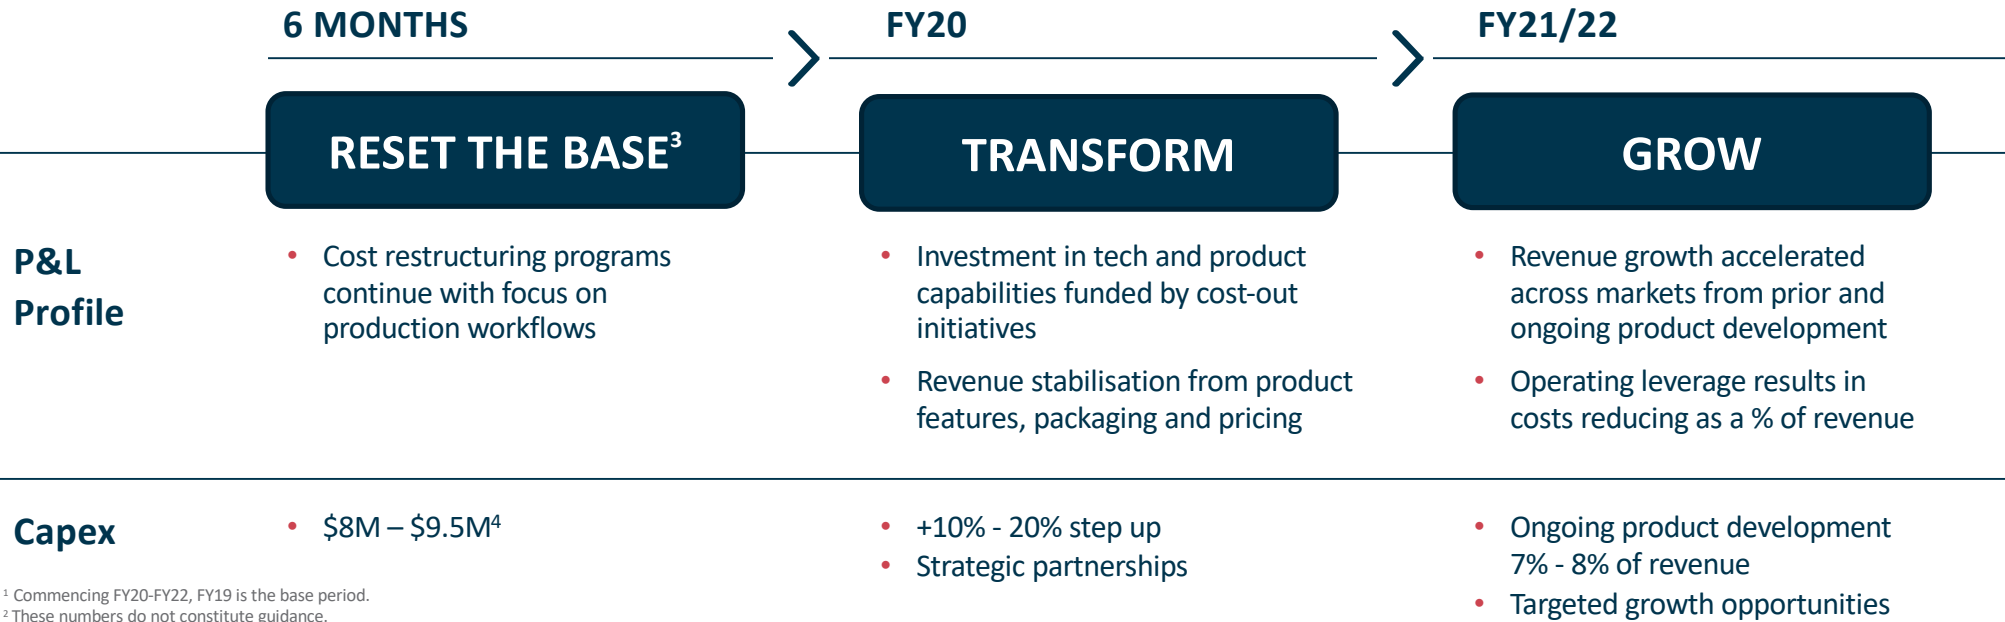 6 MONTHS
FY20
FY21/22
RESET THE BASE³
TRANSFORM
GROW
P&L
Profile
• Cost restructuring programs
continue with focus on
production workflows
• Investment in tech and product
capabilities funded by cost-out
initiatives
• Revenue stabilisation from product
features, packaging and pricing
• Revenue growth accelerated
across markets from prior and
ongoing product development
• Operating leverage results in
costs reducing as a % of revenue
Capex
• $8M – $9.5M⁴
• +10% - 20% step up
• Strategic partnerships
• Ongoing product development
7% - 8% of revenue
• Targeted growth opportunities
¹ Commencing FY20-FY22, FY19 is the base period.
² These numbers do not constitute guidance.